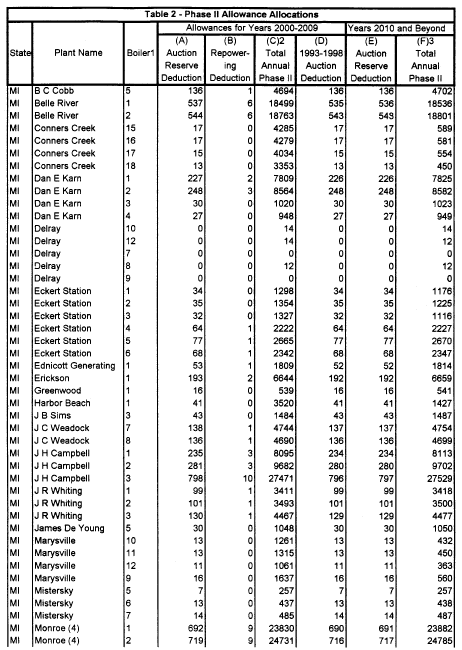 Table 2 - Phase II Allowance Allocations
Allowances for Years 2000-2009 Years 2010 and Beyond
(A) (B) (C)2 (D) (E) (F)3
State Plant Name Boiler1 Auction Repower- Total 1993-1998 Auction Total
Reserve ing Annual Auction Reserve Annual
Deduction Deduction Phase II Deduction Deduction Phase II
MI B C Cobb 5 136 1 4694 136 136 4702
MI Belle River 1 537 6 18499 535 536 18536
MI Belle River 2 544 6 18763 543 543 18801
MI Conners Creek 15 17 0 4285 17 17 589
MI Conners Creek 16 17 0 4279 17 17 581
MI Conners Creek 17 15 0 4034 15 15 554
MI Conners Creek 18 13 0 3353 13 13 450
MI Dan E Karn 1 227 2 7809 226 226 7825
MI Dan E Karn 2 248 3 8564 248 248 8582
MI Dan E Karn 3 30 0 1020 30 30 1023
MI Dan E Karn 4 27 0 948 27 27 949
MI Delray 10 0 0 14 0 0 14
MI Delray 12 0 0 14 0 0 12
MI Delray 7 0 0 0 0 0 0
MI Delray 8 0 0 12 0 0 12
MI Delray 9 0 0 0 0 0 0
MI Eckert Station 1 34 0 1298 34 34 1176
MI Eckert Station 2 35 0 1354 35 35 1225
MI Eckert Station 3 32 0 1327 32 32 1116
MI Eckert Station 4 64 1 2222 64 64 2227
MI Eckert Station 5 77 1 2665 77 77 2670
MI Eckert Station 6 68 1 2342 68 68 2347
MI Ednicott Generating 1 53 1 1809 52 52 1814
MI Erickson 1 193 2 6644 192 192 6659
MI Greenwood 1 16 0 539 16 16 541
MI Harbor Beach 1 41 0 3520 41 41 1427
MI J B Sims 3 43 0 1484 43 43 1487
MI J C Weadock 7 138 1 4744 137 137 4754
MI J C Weadock 8 136 1 4690 136 136 4699
MI J H Campbell 1 235 3 8095 234 234 8113
MI J H Campbell 2 281 3 9682 280 280 9702
MI J H Campbell 3 798 10 27471 796 797 27529
MI J R Whiting 1 99 1 3411 99 99 3418
MI J R Whiting 2 101 1 3493 101 101 3500
MI J R Whiting 3 130 1 4467 129 129 4477
MI James De Young 5 30 0 1048 30 30 1050
MI Marysville 10 13 0 1261 13 13 432
MI Marysville 11 13 0 1315 13 13 450
MI Marysville 12 11 0 1061 11 11 363
MI Marysville 9 16 0 1637 16 16 560
MI Mistersky 5 7 0 257 7 7 257
MI Mistersky 6 13 0 437 13 13 438
MI Mistersky 7 14 0 485 14 14 487
MI Monroe (4) 1 692 9 23830 690 691 23882
MI Monroe (4) 2 719 9 24731 716 717 24785